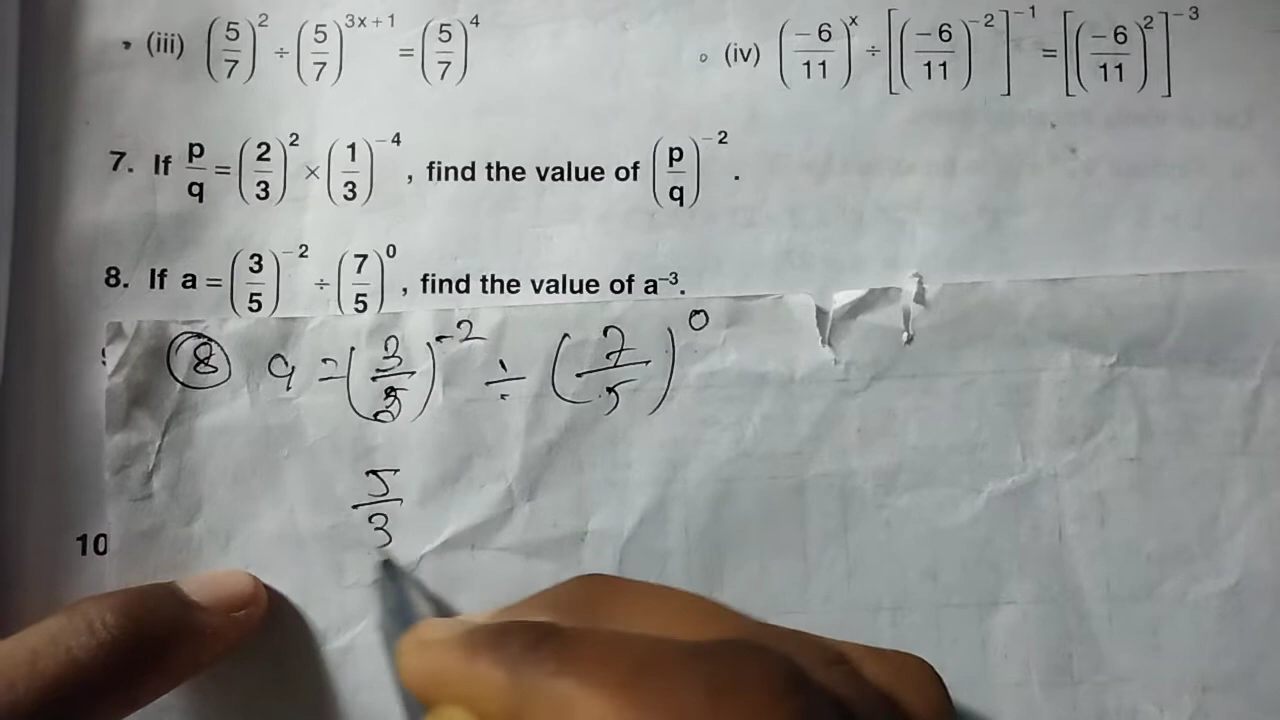 (iii) (5/7)^2 ÷ (5/7)^{3x+1} = (5/7)^4
(iv) (-6/11)^x ÷ [(-6/11)^{-2}]^{-1} = [(-6/11)^2]^{-3}
7. If p/q = (2/3)^2 × (1/3)^{-4}, find the value of (p/q)^{-2}.
8. If a = (3/5)^{-2} ÷ (7/5)^0, find the value of a^{-3}.
8 a = (3/5)^{-2} ÷ (7/5)^0
5/3
10